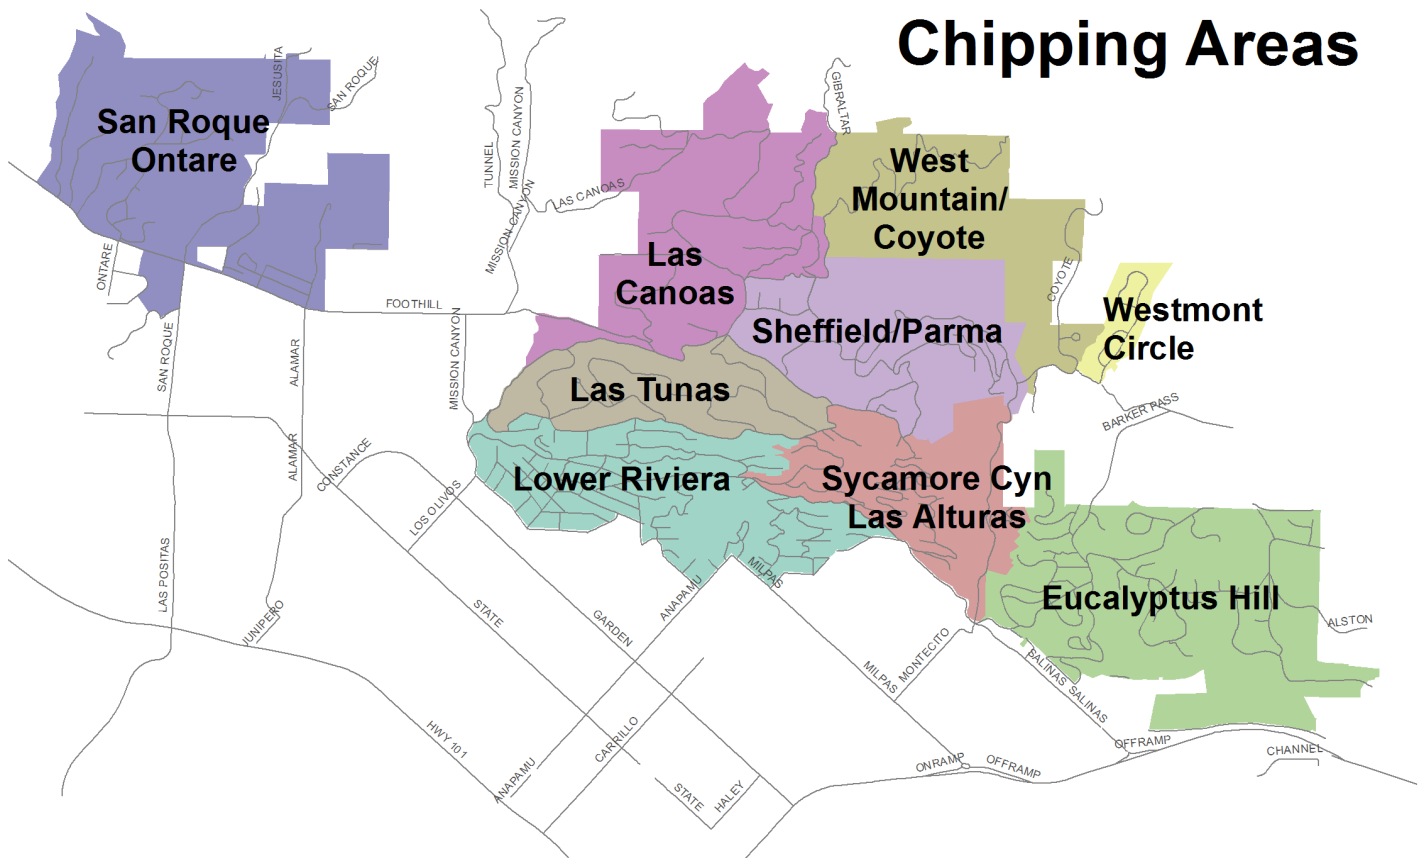 Chipping Areas
San Roque
Ontare
JESUSITA
SAN ROQUE
TUNNEL
MISSION CANYON
MISSION CANYON
LAS CANOAS
GIBRALTAR
West
Mountain/
Coyote
Las
Canoas
ONTARE
FOOTHILL
COYOTE
Westmont
Circle
Sheffield/Parma
SAN ROQUE
ALAMAR
MISSION CANYON
Las Tunas
BARKER PASS
ALAMAR
CONSTANCE
LOS OLIVOS
Lower Riviera
Sycamore Cyn
Las Alturas
LAS POSITAS
JUNIPERO
STATE
GARDEN
ANAPAMU
MILPAS
Eucalyptus Hill
ALSTON
MILPAS
MONTECITO
SALINAS
SALINAS
HWY 101
CARRILLO
ANAPAMU
STATE
HALEY
ONRAMP
OFFRAMP
OFFRAMP
CHANNEL